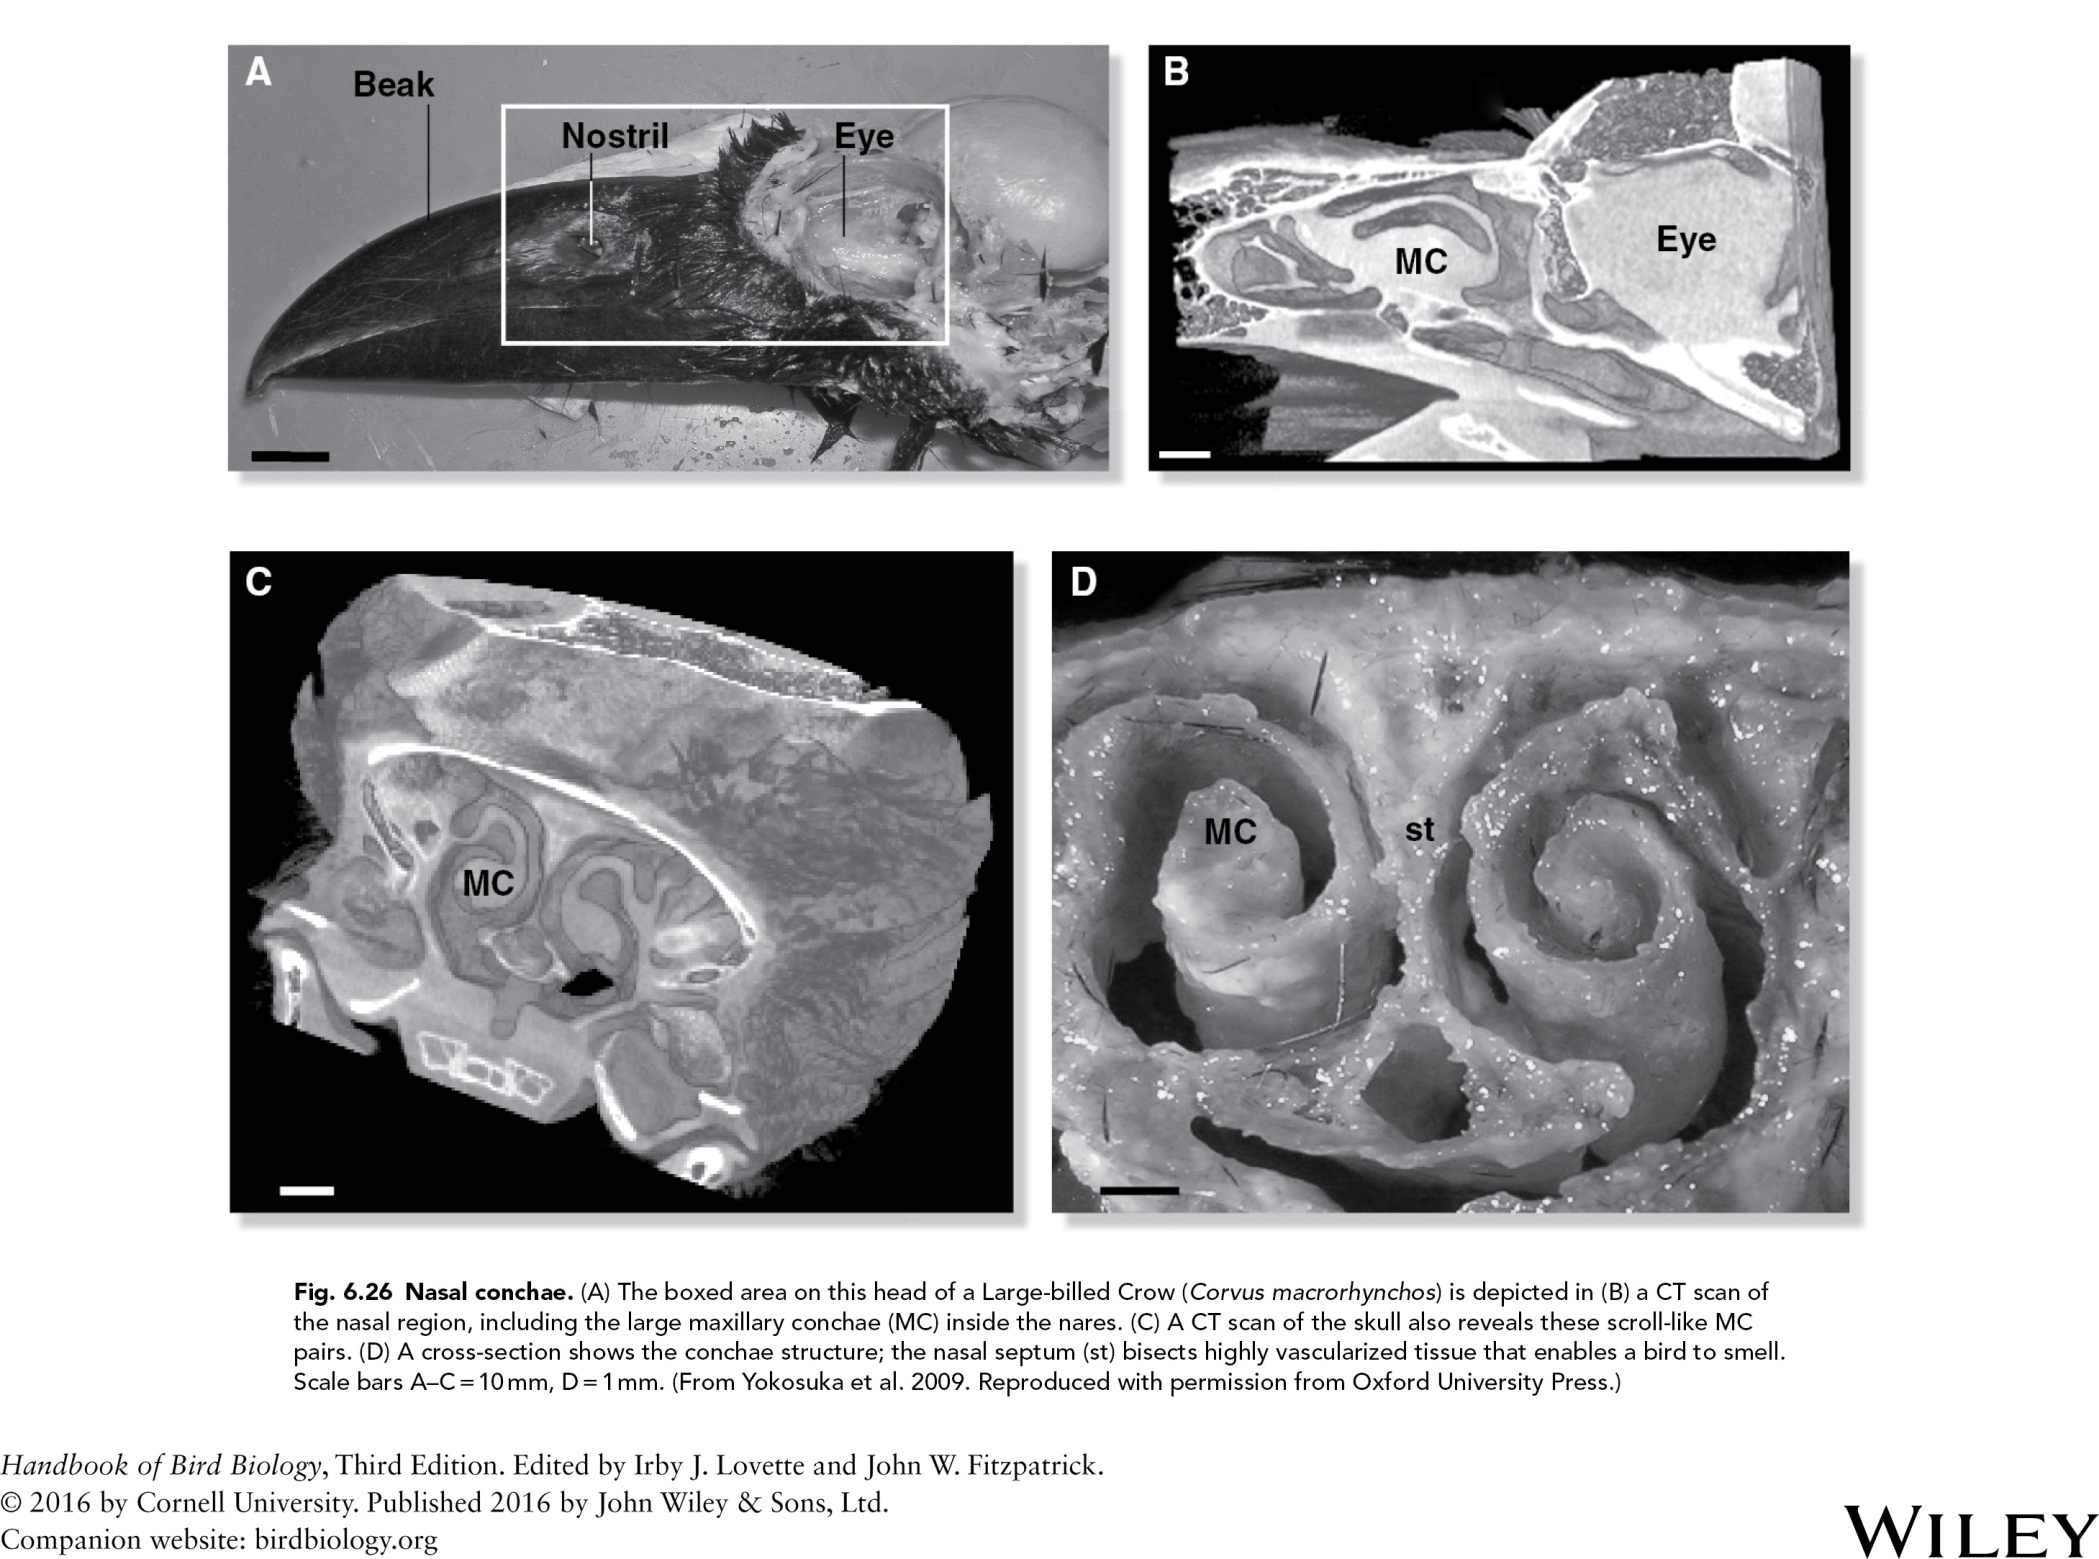 A
Beak
Nostril
Eye
B
MC
Eye
C
MC
D
MC
st
Fig. 6.26 Nasal conchae. (A) The boxed area on this head of a Large-billed Crow (Corvus macrorhynchos) is depicted in (B) a CT scan of
the nasal region, including the large maxillary conchae (MC) inside the nares. (C) A CT scan of the skull also reveals these scroll-like MC
pairs. (D) A cross-section shows the conchae structure; the nasal septum (st) bisects highly vascularized tissue that enables a bird to smell.
Scale bars A–C = 10 mm, D = 1 mm. (From Yokosuka et al. 2009. Reproduced with permission from Oxford University Press.)
Handbook of Bird Biology, Third Edition. Edited by Irby J. Lovette and John W. Fitzpatrick.
© 2016 by Cornell University. Published 2016 by John Wiley & Sons, Ltd.
Companion website: birdbiology.org
WILEY